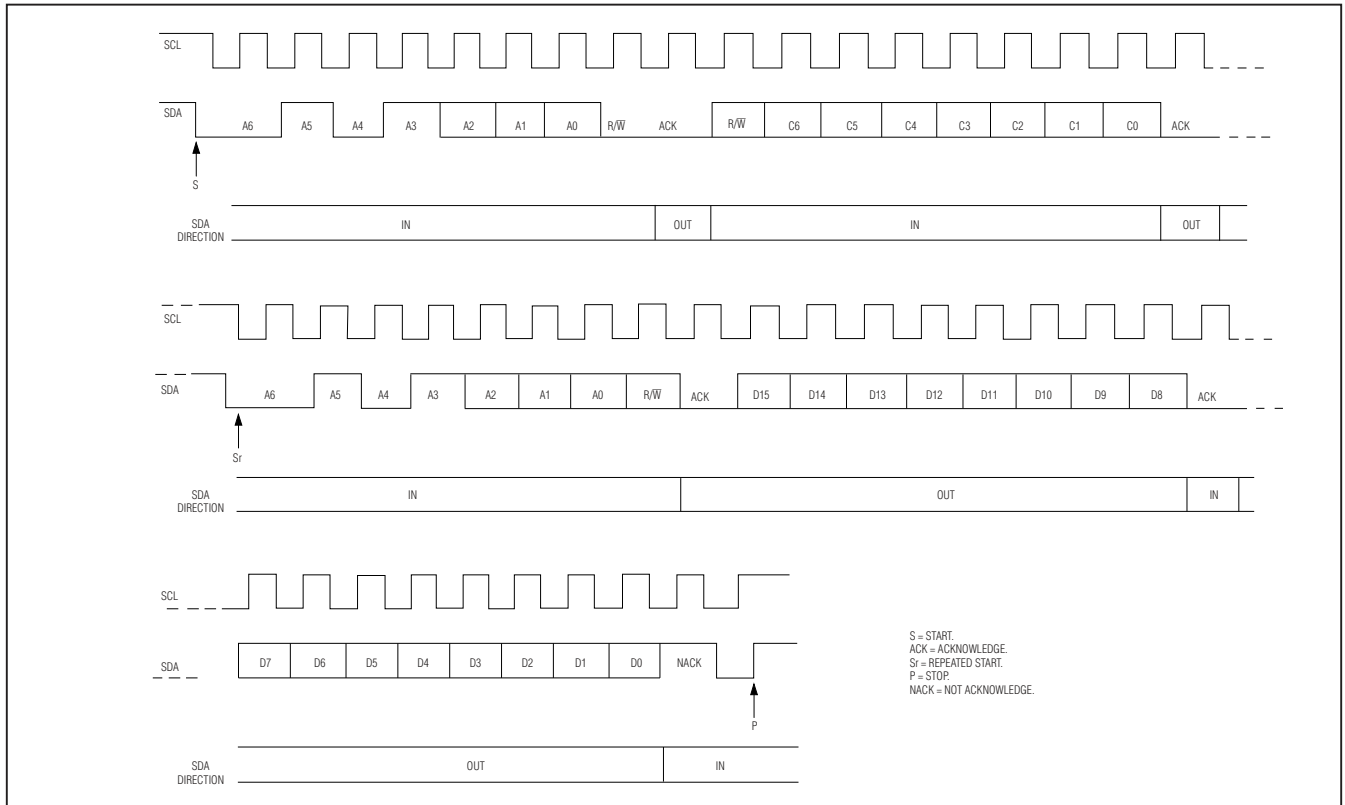 SCL
SDA
A6 A5 A4 A3 A2 A1 A0 R/W̅ ACK R/W̅ C6 C5 C4 C3 C2 C1 C0 ACK
S
SDA
DIRECTION
IN OUT IN OUT
SCL
SDA
A6 A5 A4 A3 A2 A1 A0 R/W̅ ACK D15 D14 D13 D12 D11 D10 D9 D8 ACK
Sr
SDA
DIRECTION
IN OUT IN
SCL
SDA
D7 D6 D5 D4 D3 D2 D1 D0 NACK
P
SDA
DIRECTION
OUT IN
S = START.
ACK = ACKNOWLEDGE.
Sr = REPEATED START.
P = STOP.
NACK = NOT ACKNOWLEDGE.